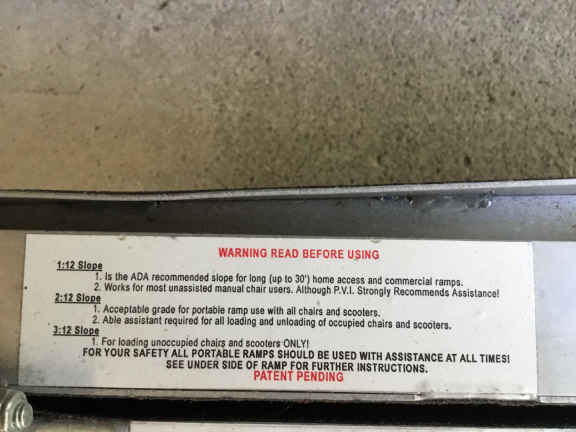 WARNING READ BEFORE USING
1:12 Slope
1. Is the ADA recommended slope for long (up to 30') home access and commercial ramps.
2. Works for most unassisted manual chair users. Although P.V.I. Strongly Recommends Assistance!
2:12 Slope
1. Acceptable grade for portable ramp use with all chairs and scooters.
2. Able assistant required for all loading and unloading of occupied chairs and scooters.
3:12 Slope
1. For loading unoccupied chairs and scooters ONLY!
FOR YOUR SAFETY ALL PORTABLE RAMPS SHOULD BE USED WITH ASSISTANCE AT ALL TIMES!
SEE UNDER SIDE OF RAMP FOR FURTHER INSTRUCTIONS.
PATENT PENDING